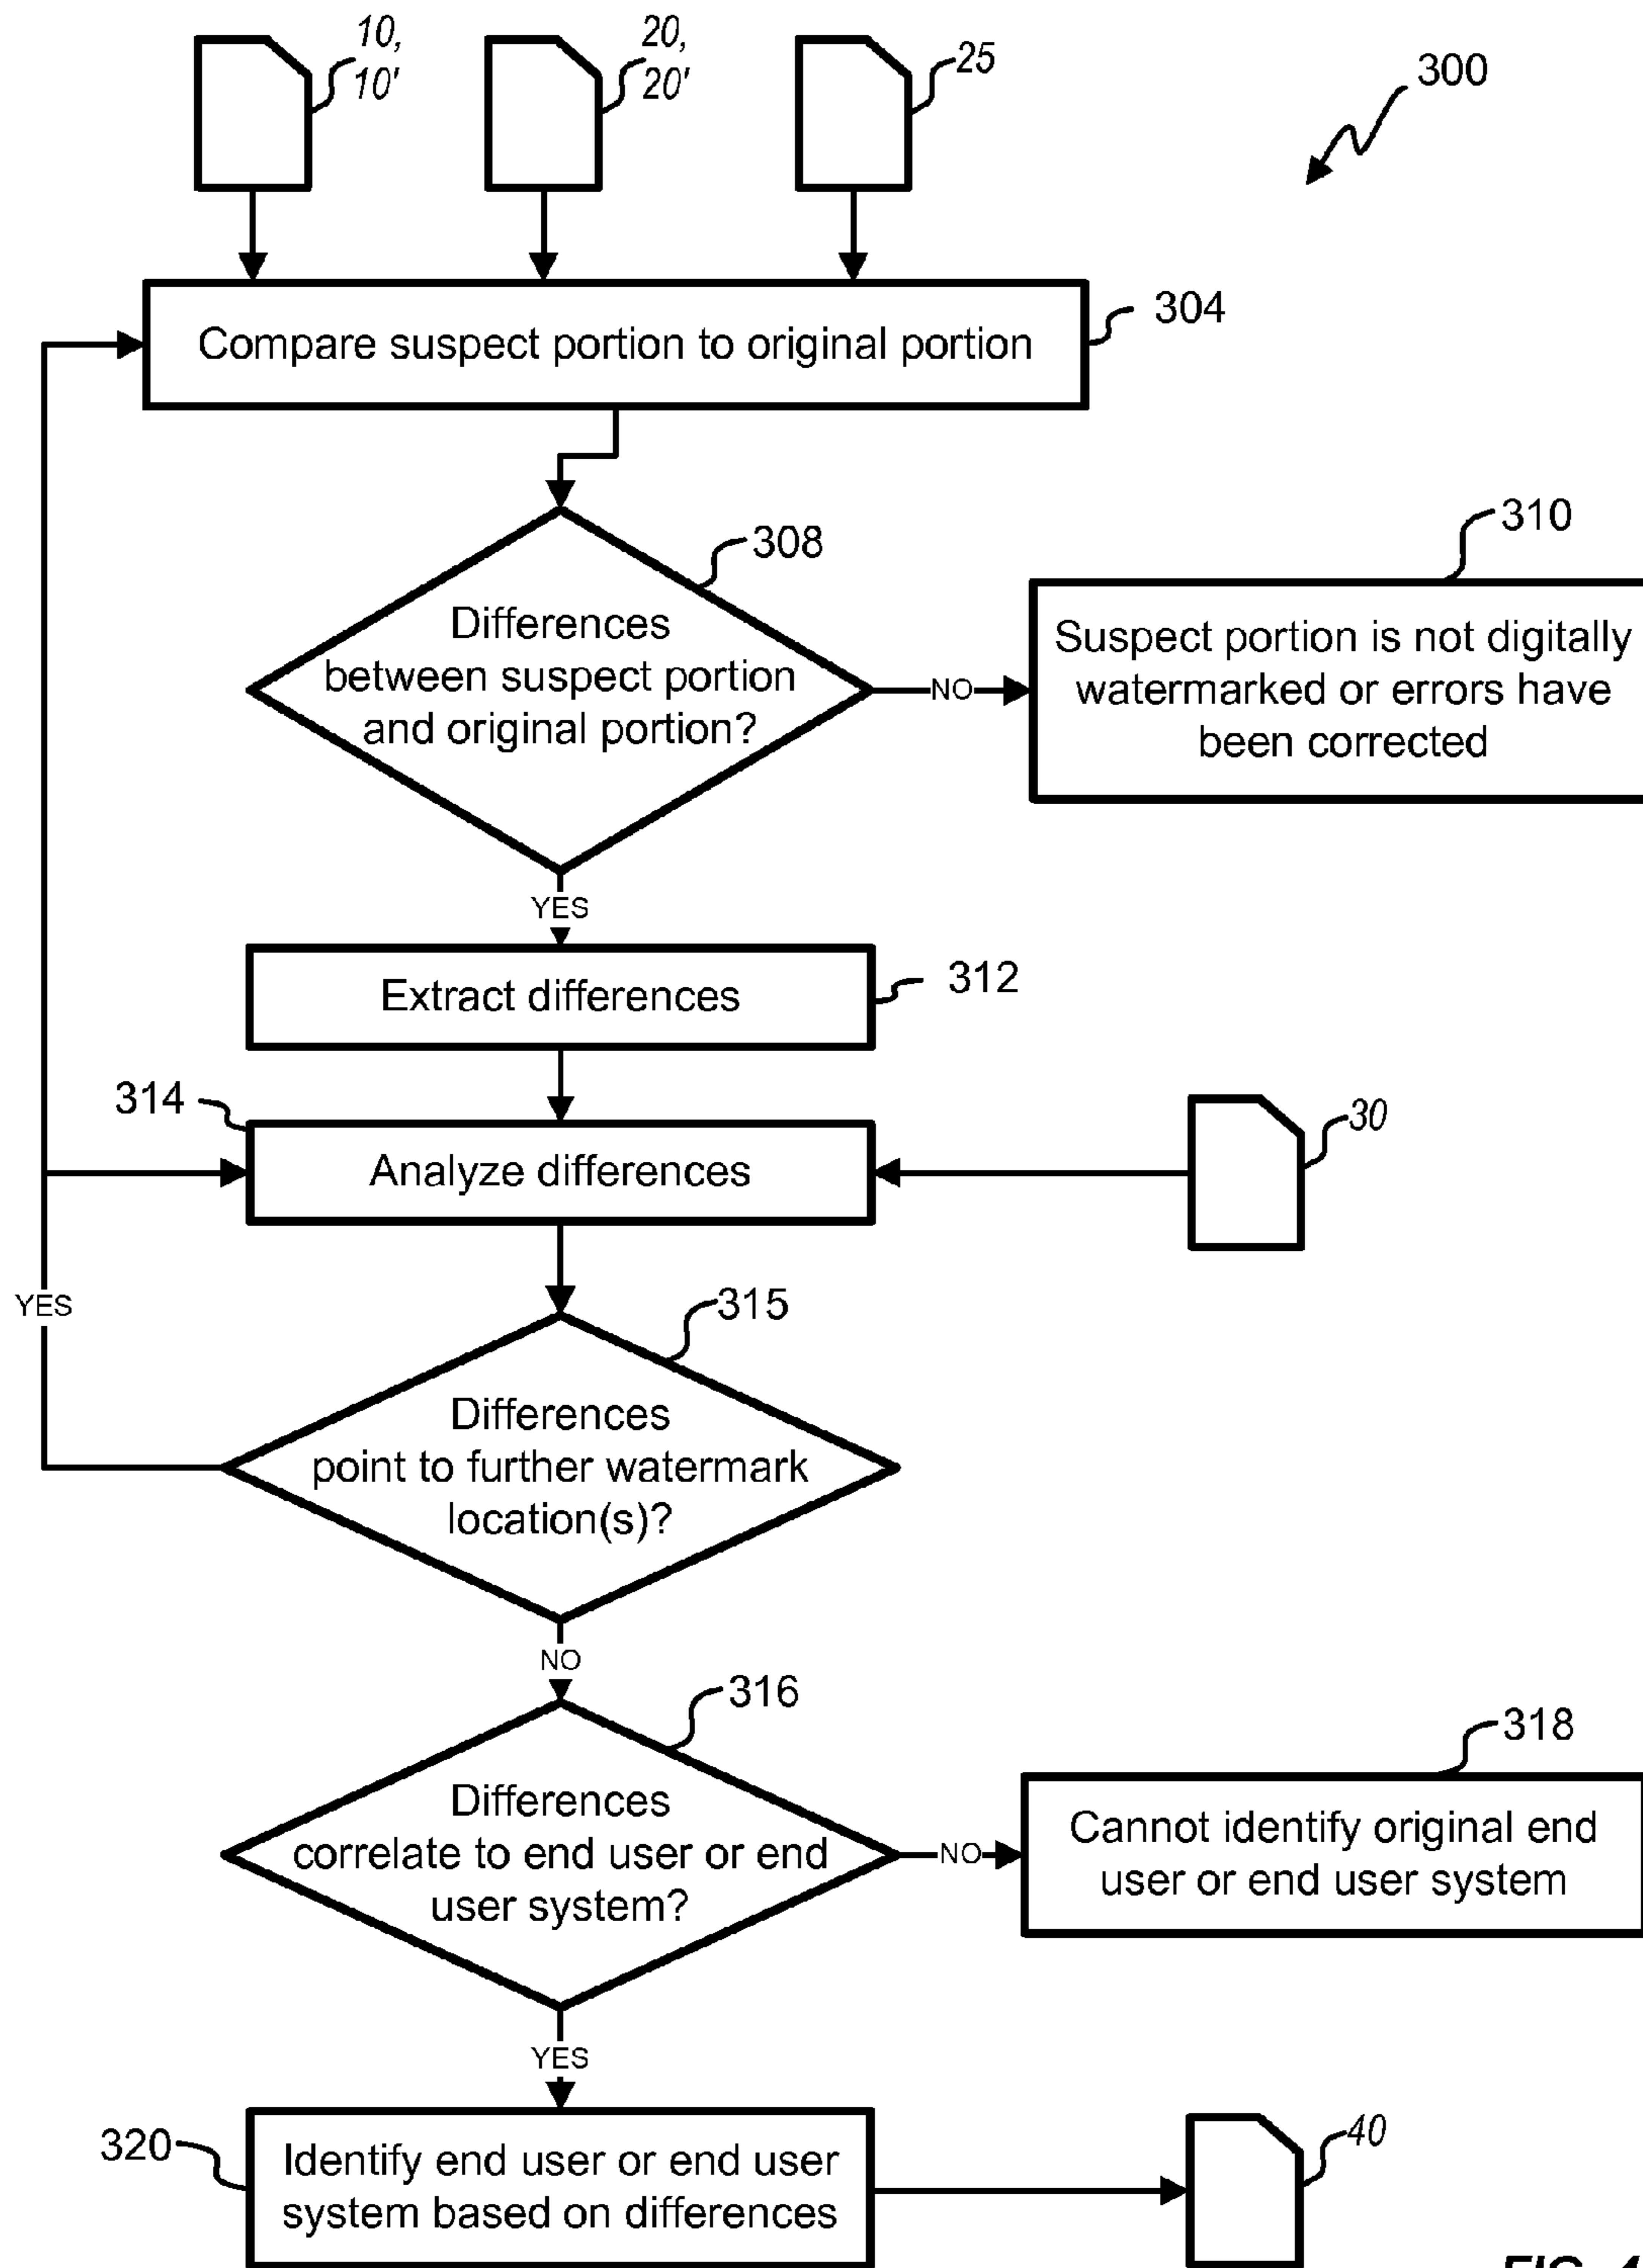 10,
10'
20,
20'
25
300
304
Compare suspect portion to original portion
308
310
Differences
between suspect portion
and original portion?
NO
Suspect portion is not digitally
watermarked or errors have
been corrected
YES
312
Extract differences
314
30
Analyze differences
YES
315
Differences
point to further watermark
location(s)?
NO
316
318
Differences
correlate to end user or end
user system?
NO
Cannot identify original end
user or end user system
YES
320
40
Identify end user or end user
system based on differences